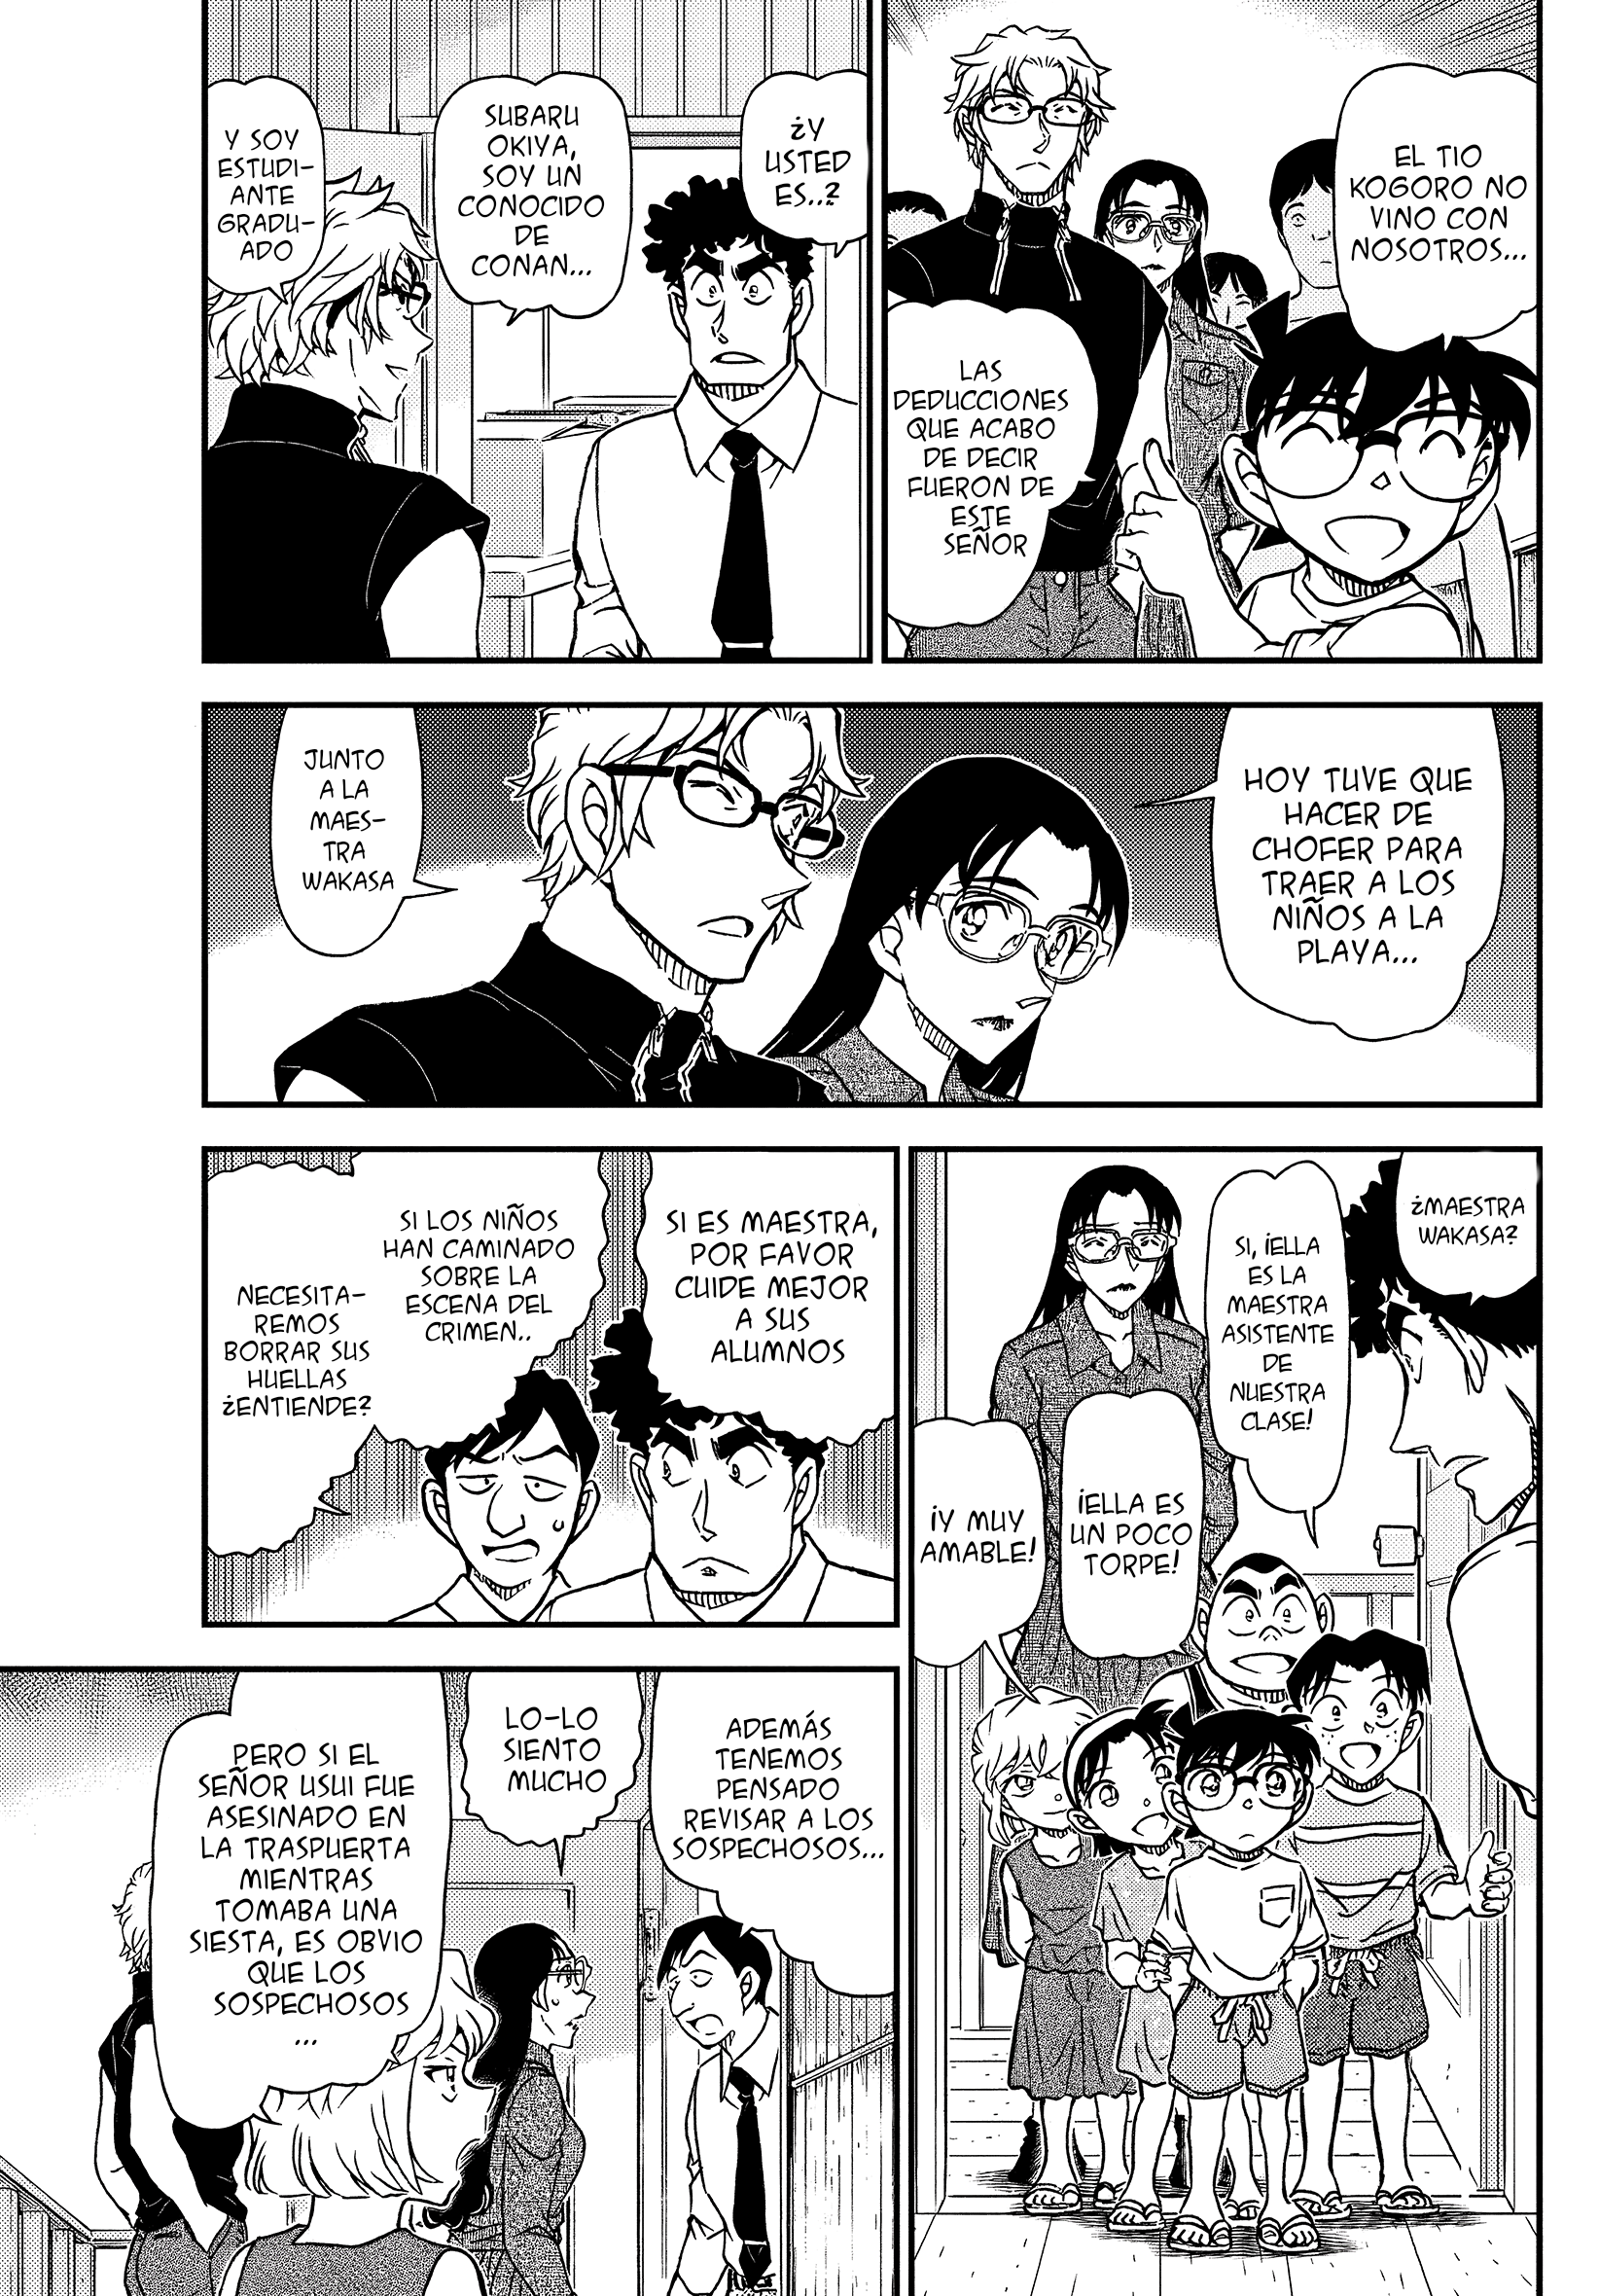 EL TIO
KOGORO NO
VINO CON
NOSOTROS...
LAS
DEDUCCIONES
QUE ACABO
DE DECIR
FUERON DE
ESTE
SEÑOR
¿Y
USTED
ES..?
SUBARU
OKIYA,
SOY UN
CONOCIDO
DE
CONAN...
Y SOY
ESTUDI-
ANTE
GRADU-
ADO
HOY TUVE QUE
HACER DE
CHOFER PARA
TRAER A LOS
NIÑOS A LA
PLAYA...
JUNTO
A LA
MAES-
TRA
WAKASA
¿MAESTRA
WAKASA?
SI, ¡ELLA
ES LA
MAESTRA
ASISTENTE
DE
NUESTRA
CLASE!
¡ELLA ES
UN POCO
TORPE!
¡Y MUY
AMABLE!
SI ES MAESTRA,
POR FAVOR
CUIDE MEJOR
A SUS
ALUMNOS
SI LOS NIÑOS
HAN CAMINADO
SOBRE LA
ESCENA DEL
CRIMEN..
NECESITA-
REMOS
BORRAR SUS
HUELLAS
¿ENTIENDE?
ADEMÁS
TENEMOS
PENSADO
REVISAR A LOS
SOSPECHOSOS...
LO-LO
SIENTO
MUCHO
PERO SI EL
SEÑOR USUI FUE
ASESINADO EN
LA TRASPUERTA
MIENTRAS
TOMABA UNA
SIESTA, ES OBVIO
QUE LOS
SOSPECHOSOS
...